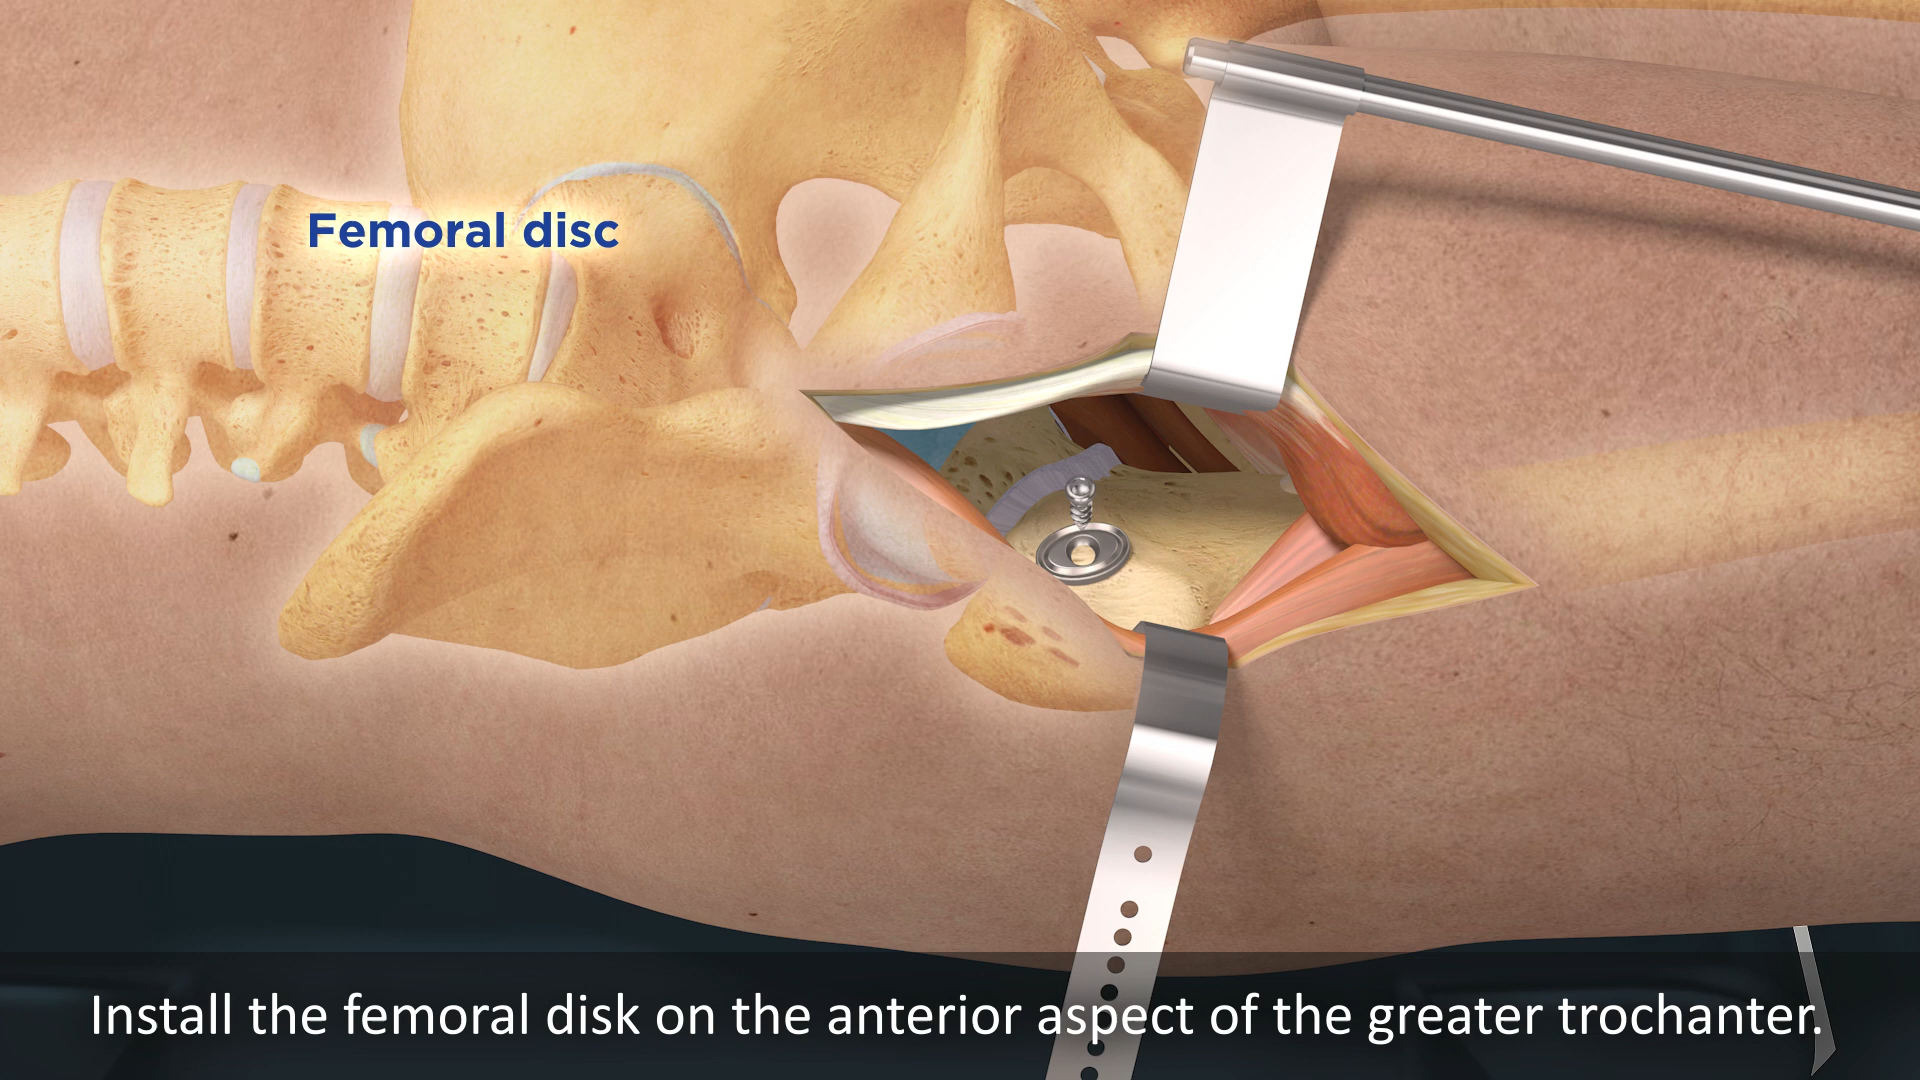 Femoral disc
Install the femoral disk on the anterior aspect of the greater trochanter.